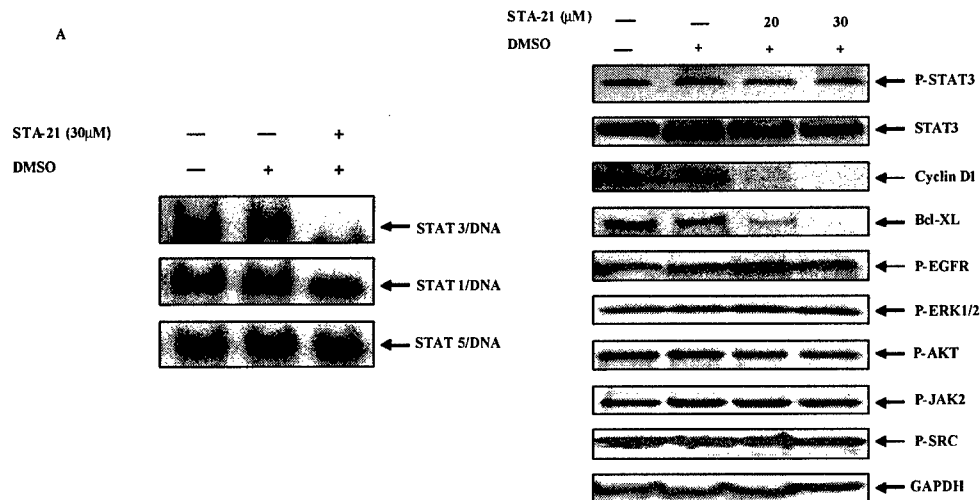 A
STA-21 (30µM) — — +
DMSO — + +
STAT 3/DNA
STAT 1/DNA
STAT 5/DNA
STA-21 (µM) — — 20 30
DMSO — + + +
P-STAT3
STAT3
Cyclin D1
Bcl-XL
P-EGFR
P-ERK1/2
P-AKT
P-JAK2
P-SRC
GAPDH